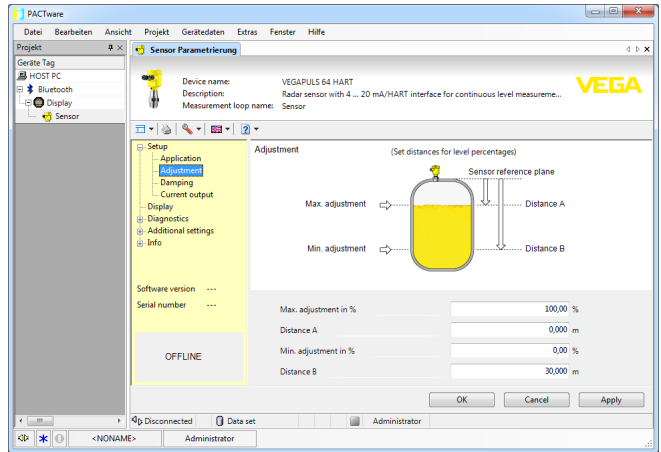 PACTware
Datei Bearbeiten Ansicht Projekt Gerätedaten Extras Fenster Hilfe
Projekt
Geräte Tag
HOST PC
Bluetooth
Display
Sensor
Sensor Parametrierung
Device name: VEGAPULS 64 HART
Description: Radar sensor with 4 ... 20 mA/HART interface for continuous level measureme...
Measurement loop name: Sensor
VEGA
Setup
Application
Adjustment
Damping
Current output
Display
Diagnostics
Additional settings
Info
Software version ---
Serial number ---
OFFLINE
Adjustment (Set distances for level percentages)
Sensor reference plane
Max. adjustment Distance A
Min. adjustment Distance B
Max. adjustment in % 100,00 %
Distance A 0,000 m
Min. adjustment in % 0,00 %
Distance B 30,000 m
OK Cancel Apply
Disconnected Data set Administrator
<NONAME> Administrator